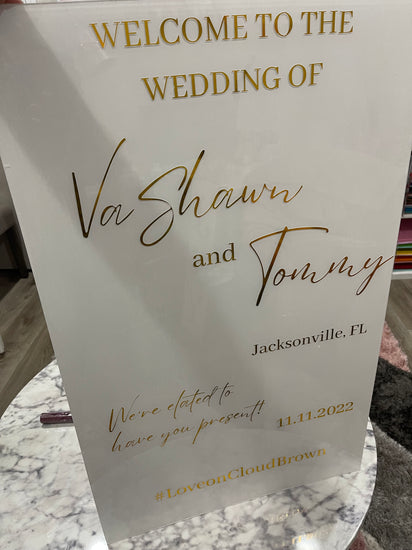 WELCOME TO THE
WEDDING OF
VaShawn
and
Tommy
Jacksonville, FL
We're elated to
have you present!
11.11.2022
#LoveonCloudBrown